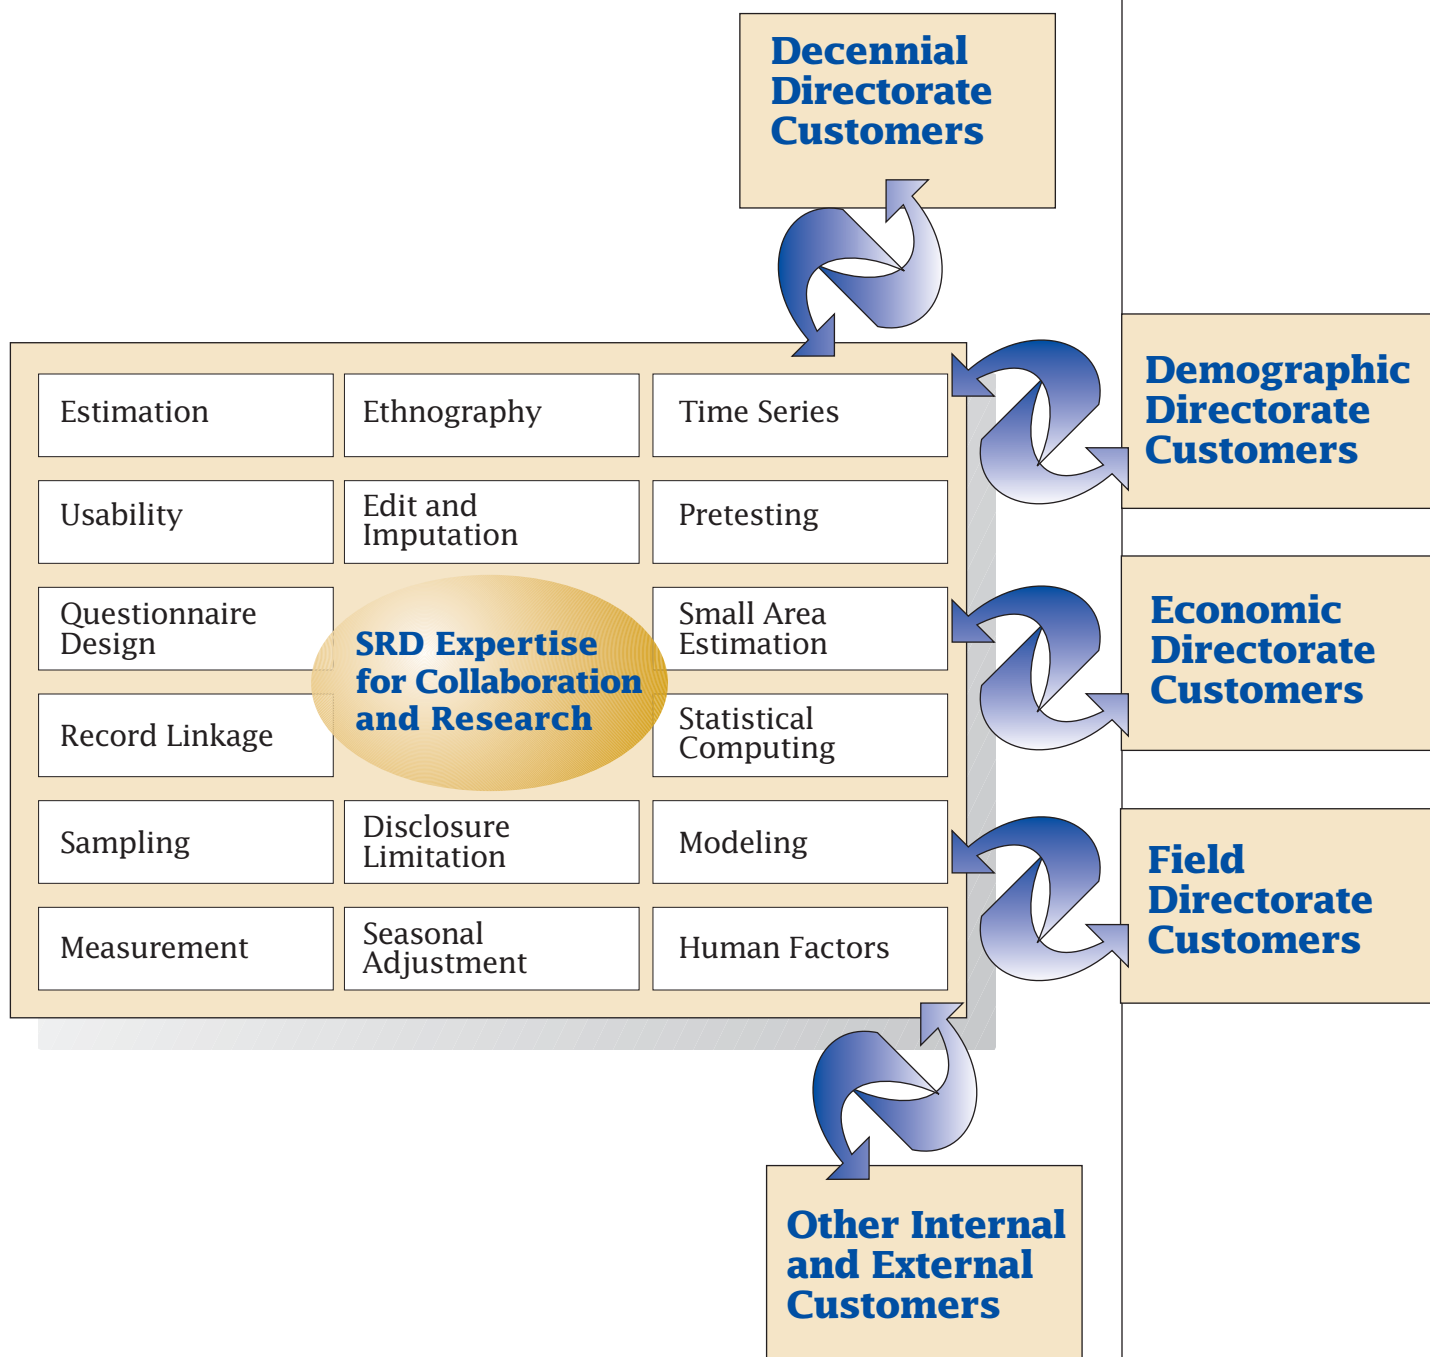 Decennial
Directorate
Customers
Estimation
Ethnography
Time Series
Usability
Edit and
Imputation
Pretesting
Questionnaire
Design
SRD Expertise
for Collaboration
and Research
Small Area
Estimation
Record Linkage
Statistical
Computing
Sampling
Disclosure
Limitation
Modeling
Measurement
Seasonal
Adjustment
Human Factors
Demographic
Directorate
Customers
Economic
Directorate
Customers
Field
Directorate
Customers
Other Internal
and External
Customers